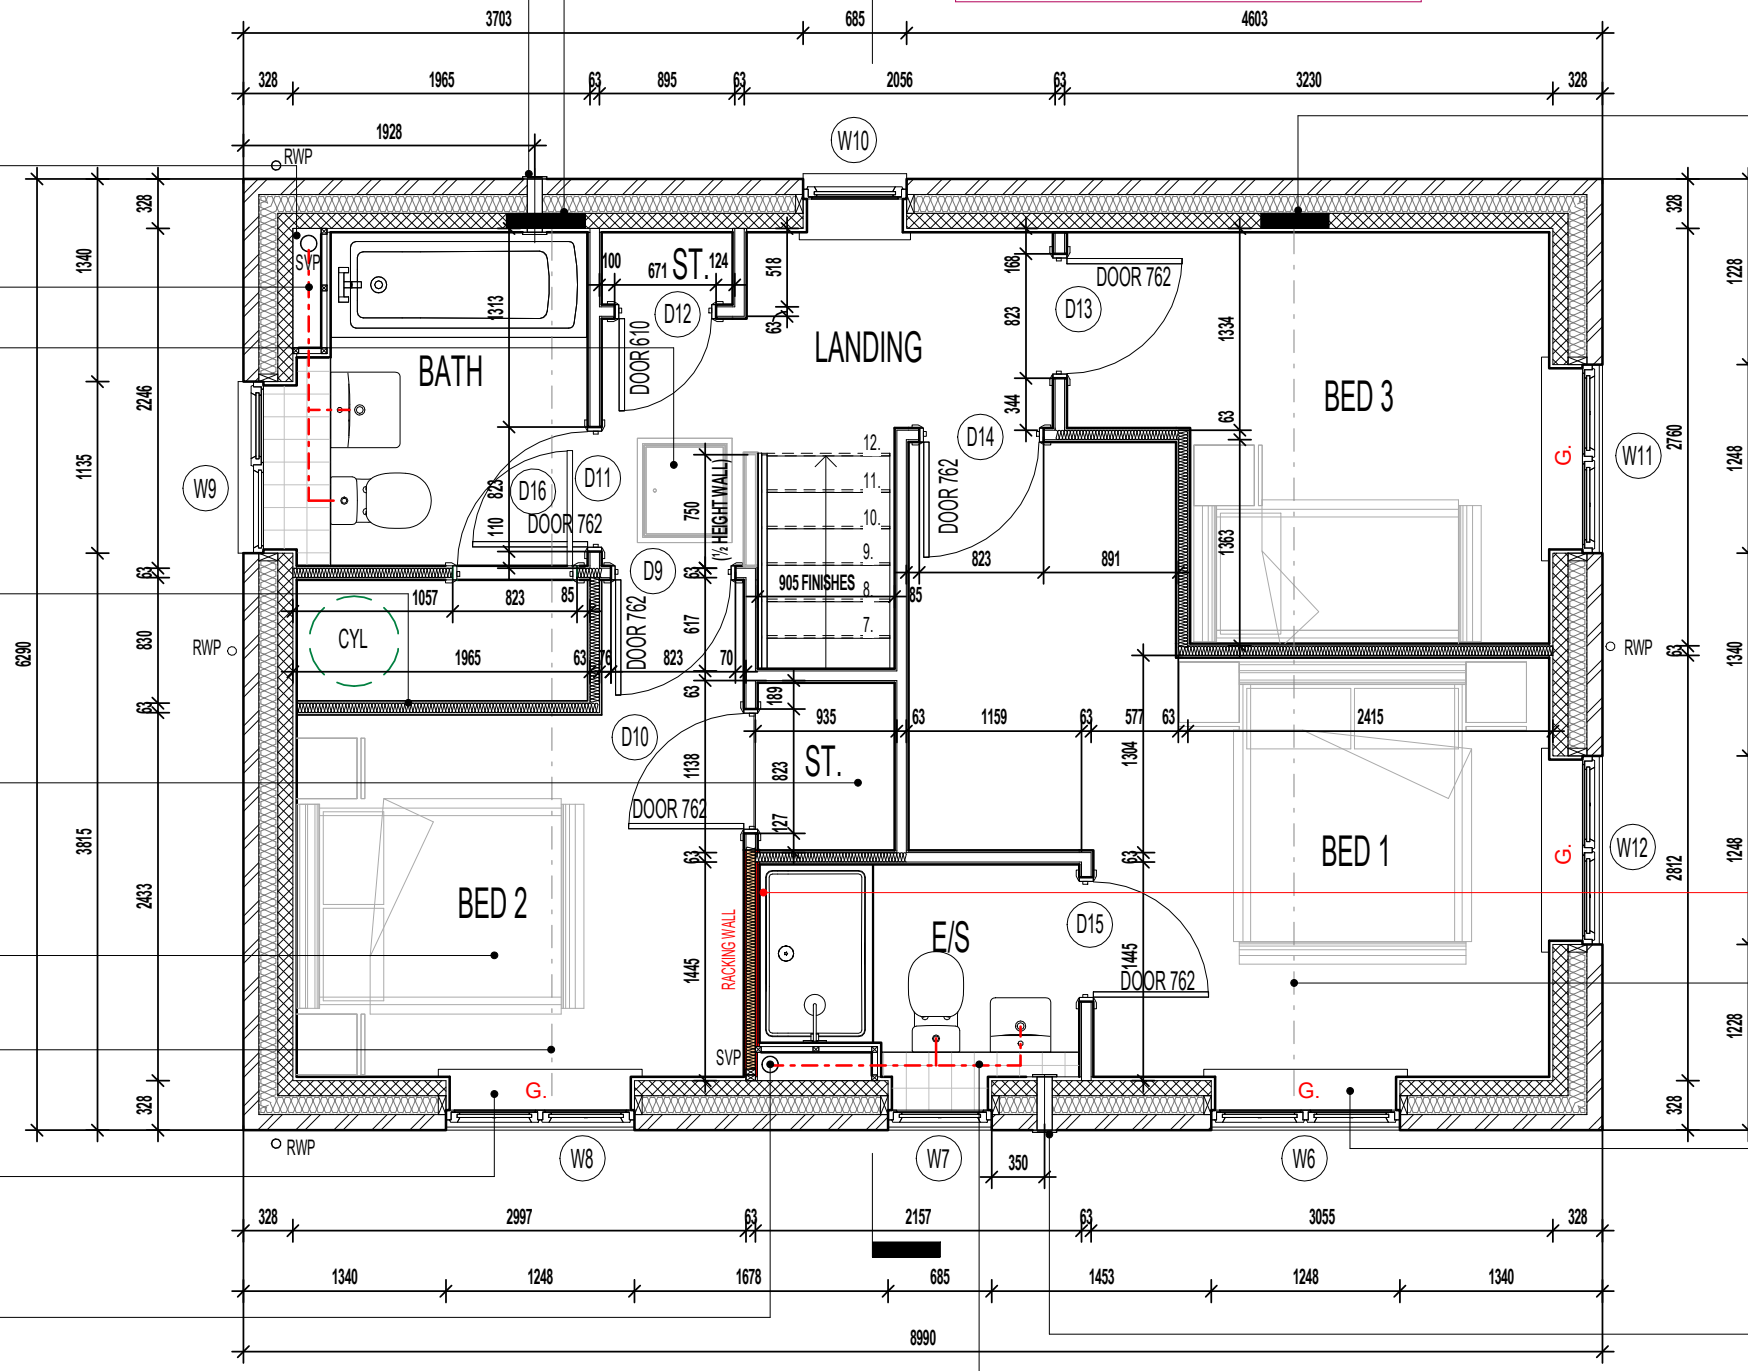 3703 685 4603
328 1965 63 895 63 2056 63 3230 328
1928
W10
RWP
328
328
328
1340
1228
SVP
100 671 ST. 124
518
168
DOOR 762
D12
D13
1313
63
823
1334
DOOR 610
LANDING
BATH
2246
344
BED 3
63
D14
12.
1135
W9
D11
D16
823
110
DOOR 762
750
(½ HEIGHT WALL)
11.
10.
9.
8.
7.
DOOR 762
G.
W11
2760
1248
1363
63
D9
63
905 FINISHES
85
823
891
1057 823 85
CYL
DOOR 762
617
6290
830
RWP
RWP
1965 63 76 823 70
63
1340
63
63
189
935 63 1159 63 577 63 2415
D10
1138
823
ST.
1304
DOOR 762
127
3815
63
63
BED 1
G.
W12
2812
1248
2433
BED 2
RACKING WALL
1445
E/S
D15
1445
DOOR 762
1228
SVP
328
G.
G.
328
RWP
W8
W7
W6
350
328 2997 63 2157 63 3055 328
1340 1248 1678 685 1453 1248 1340
8990